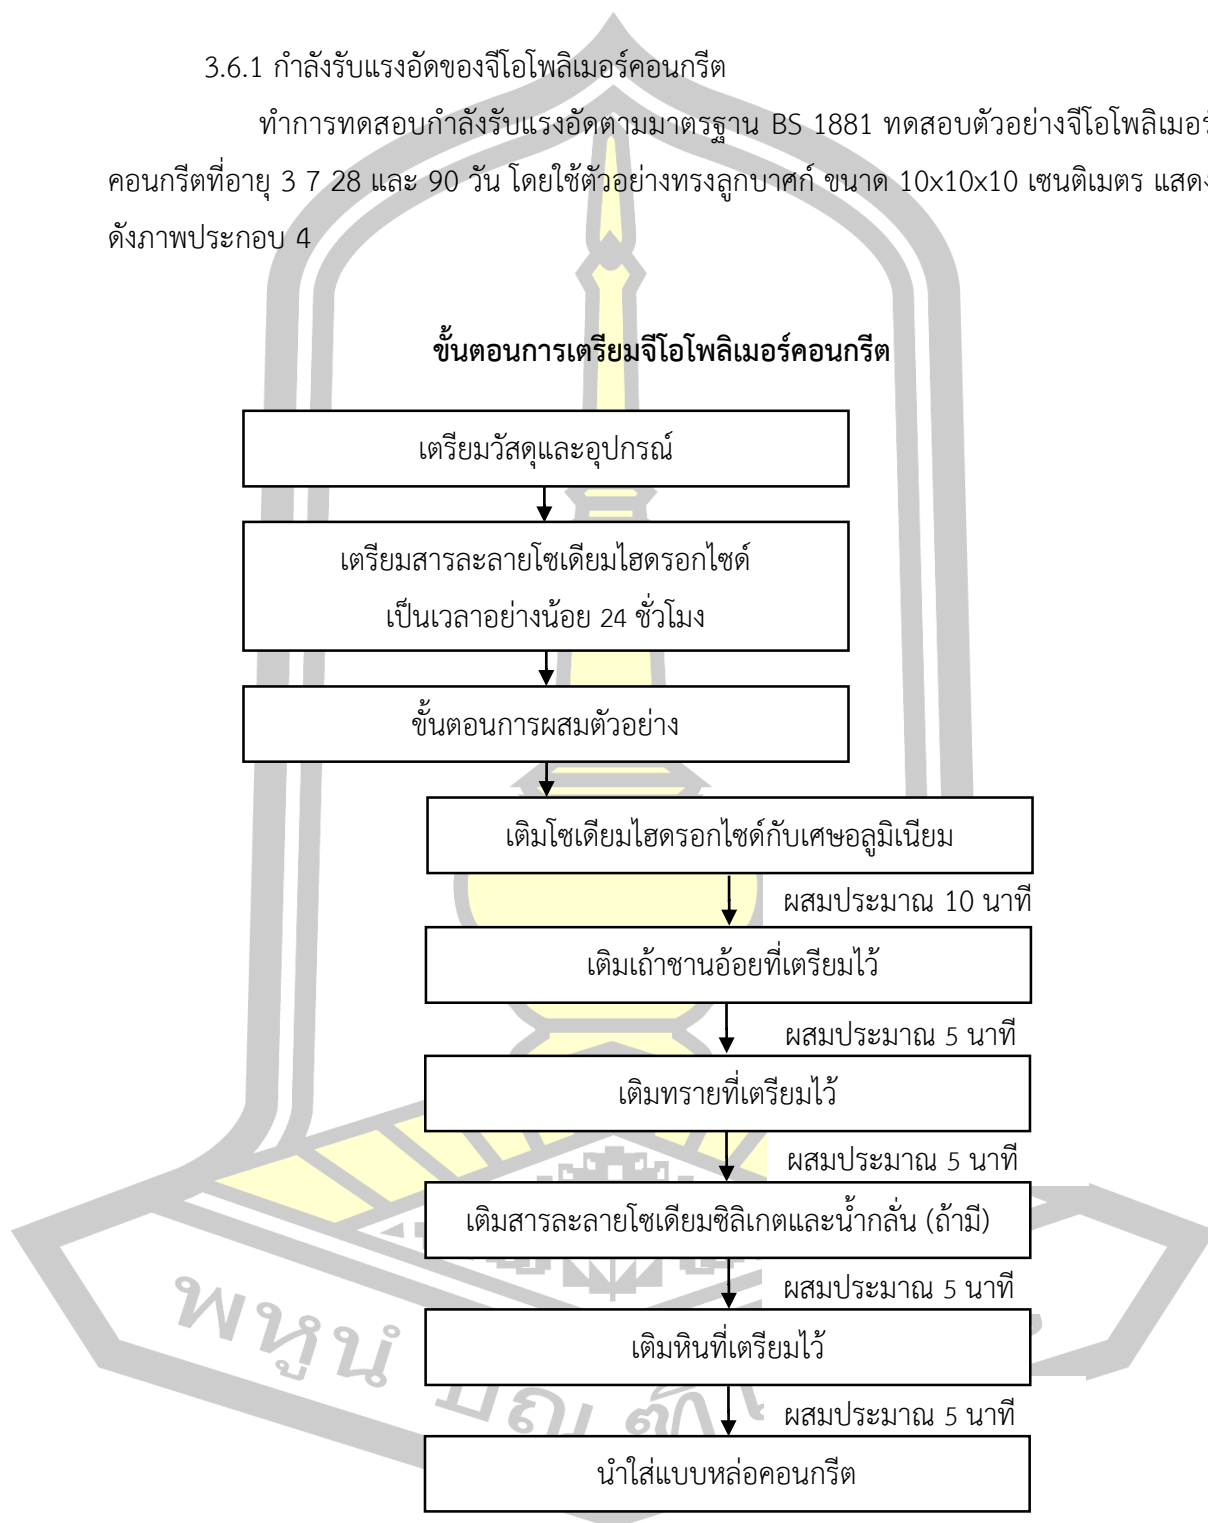 3.6.1 กำลังรับแรงอัดของจีโอโพลิเมอร์คอนกรีต
ทำการทดสอบกำลังรับแรงอัดตามมาตรฐาน BS 1881 ทดสอบตัวอย่างจีโอโพลิเมอร์
คอนกรีตที่อายุ 3 7 28 และ 90 วัน โดยใช้ตัวอย่างทรงลูกบาศก์ ขนาด 10x10x10 เซนติเมตร แสดง
ดังภาพประกอบ 4
ขั้นตอนการเตรียมจีโอโพลิเมอร์คอนกรีต
เตรียมวัสดุและอุปกรณ์
เตรียมสารละลายโซเดียมไฮดรอกไซด์
เป็นเวลาอย่างน้อย 24 ชั่วโมง
ขั้นตอนการผสมตัวอย่าง
เติมโซเดียมไฮดรอกไซด์กับเศษอลูมิเนียม
ผสมประมาณ 10 นาที
เติมเถ้าชานอ้อยที่เตรียมไว้
ผสมประมาณ 5 นาที
เติมทรายที่เตรียมไว้
ผสมประมาณ 5 นาที
เติมสารละลายโซเดียมซิลิเกตและน้ำกลั่น (ถ้ามี)
ผสมประมาณ 5 นาที
เติมหินที่เตรียมไว้
ผสมประมาณ 5 นาที
นำใส่แบบหล่อคอนกรีต
พหูนํ